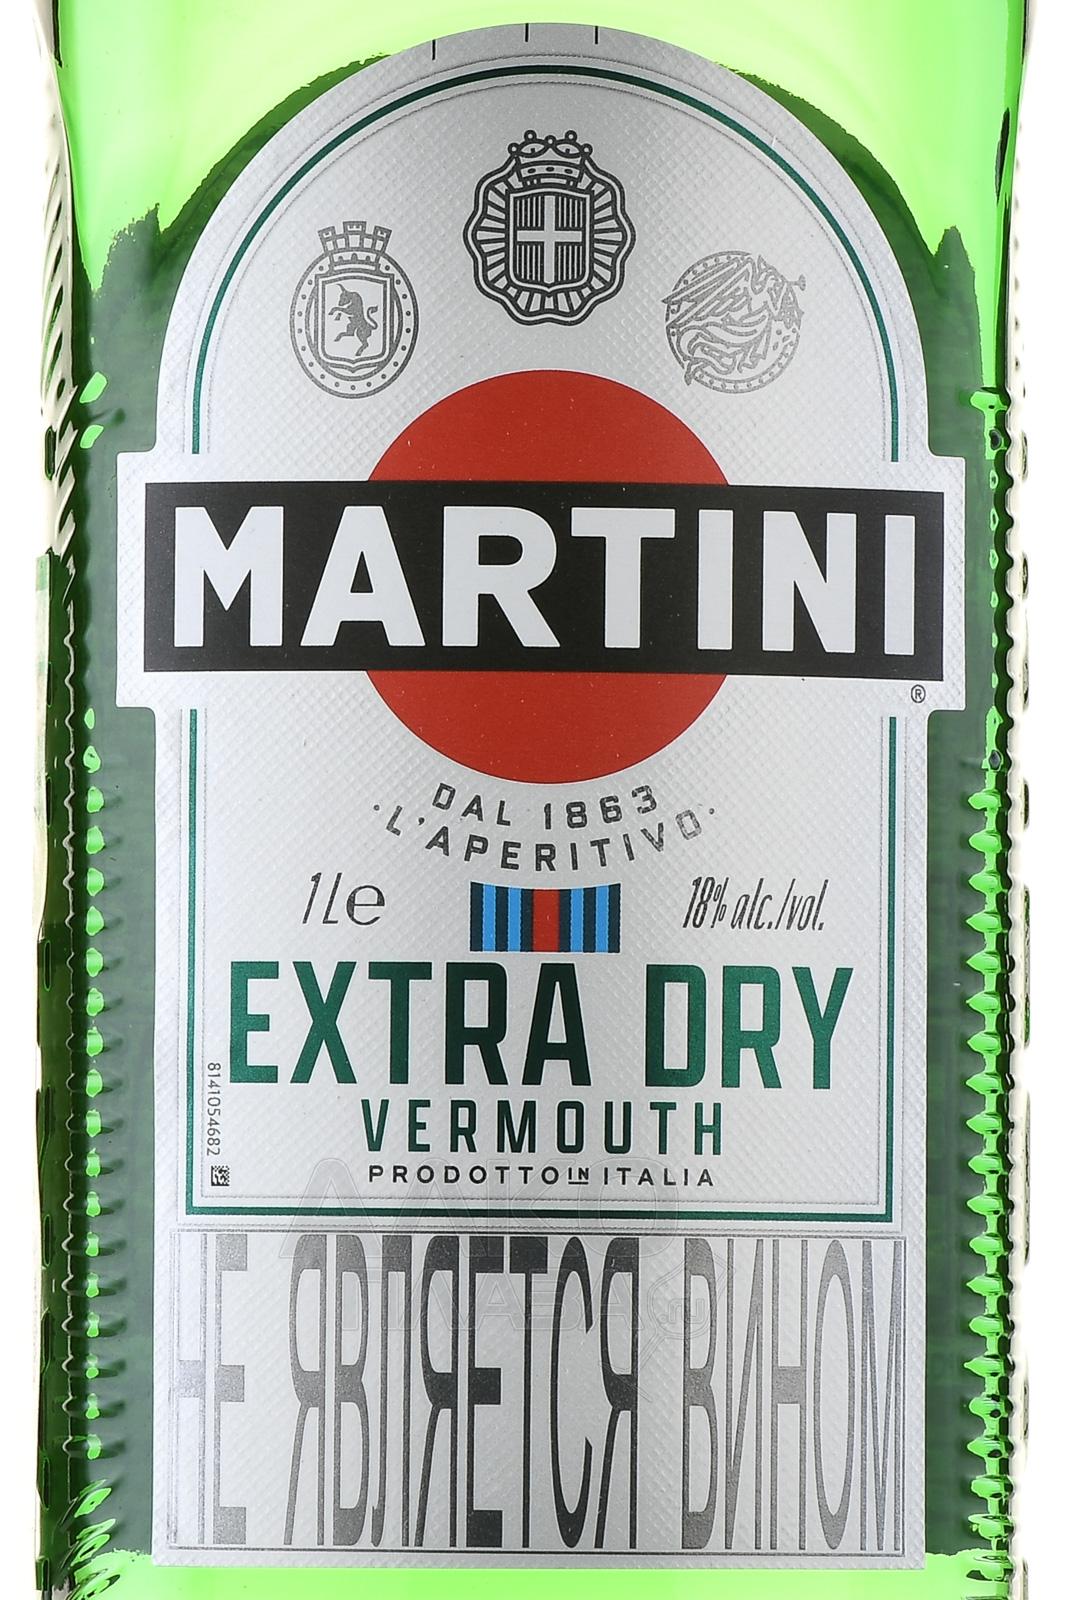 MARTINI
®
DAL 1863
·L'APERITIVO·
1Le
18% alc./vol.
EXTRA DRY
VERMOUTH
PRODOTTO IN ITALIA
8141054682
НЕ ЯВЛЯЕТСЯ ВИНОМ